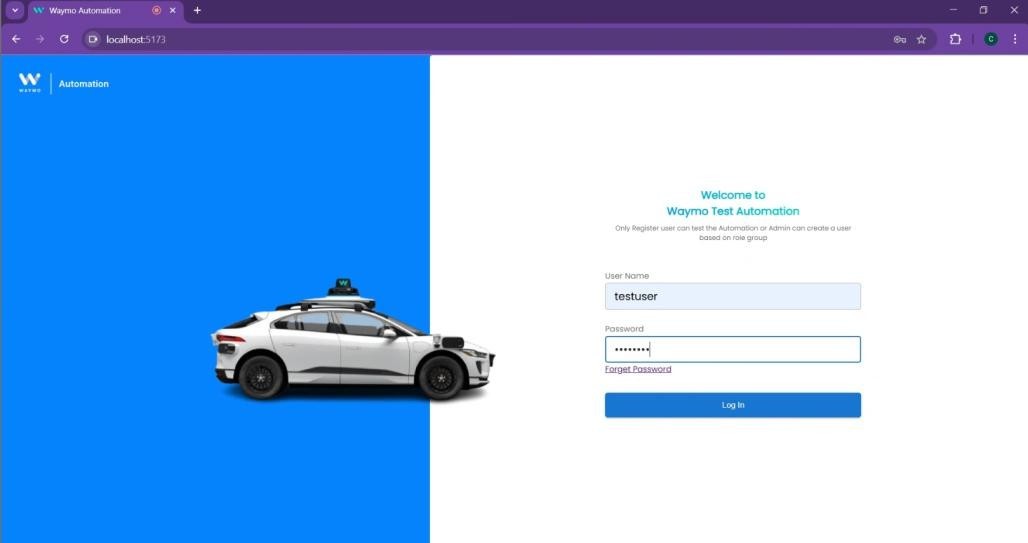 Waymo Automation
localhost:5173
C
W
WAYMO
Automation
Welcome to
Waymo Test Automation
Only Register user can test the Automation or Admin can create a user
based on role group
User Name
testuser
Password
••••••••
Forget Password
Log In